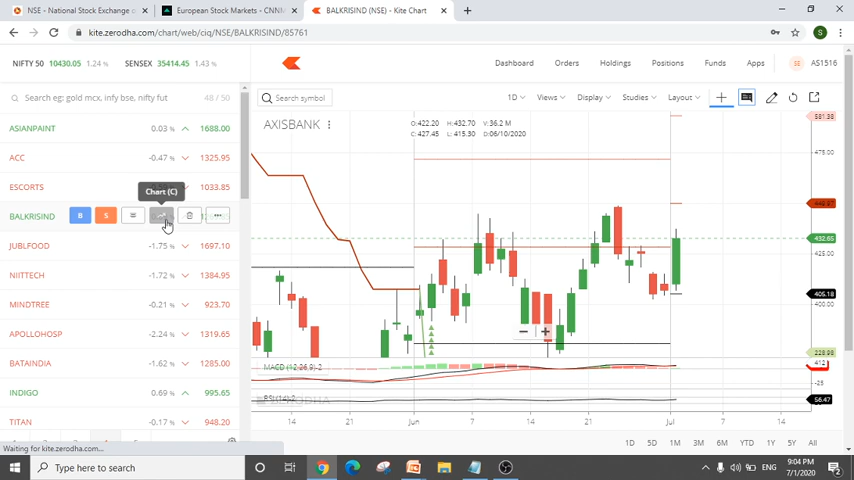 NSE - National Stock Exchange o
European Stock Markets - CNNM
BALKRISIND (NSE) - Kite Chart
kite.zerodha.com/chart/web/ciq/NSE/BALKRISIND/85761
S
NIFTY 50 10430.05 1.24 % SENSEX 35414.45 1.43 %
Dashboard Orders Holdings Positions Funds Apps AS1516
Search eg: gold mcx, infy bse, nifty fut 48 / 50
Search symbol 1D Views Display Studies Layout
ASIANPAINT 0.03 % 1688.00
ACC -0.47 % 1325.95
ESCORTS 1033.85
Chart (C)
BALKRISIND B S
JUBLFOOD -1.75 % 1697.10
NIITTECH -1.72 % 1384.95
MINDTREE -0.21 % 923.70
APOLLOHOSP -2.24 % 1319.65
BATAINDIA -1.62 % 1285.00
INDIGO 0.69 % 995.65
TITAN -0.17 % 948.20
AXISBANK
O:422.20 H:432.70 V:36.2 M
C:427.45 L:415.30 D:06/10/2020
581.38
475.00
432.65
425.00
405.18
400.00
228.98
MACD (12,26,9)-2
-25
RSI(14)-2
56.47
14 21 Jun 7 14 21 Jul 7 14
1D 5D 1M 3M 6M YTD 1Y 5Y All
Waiting for kite.zerodha.com...
Type here to search
ENG
9:04 PM
7/1/2020
2